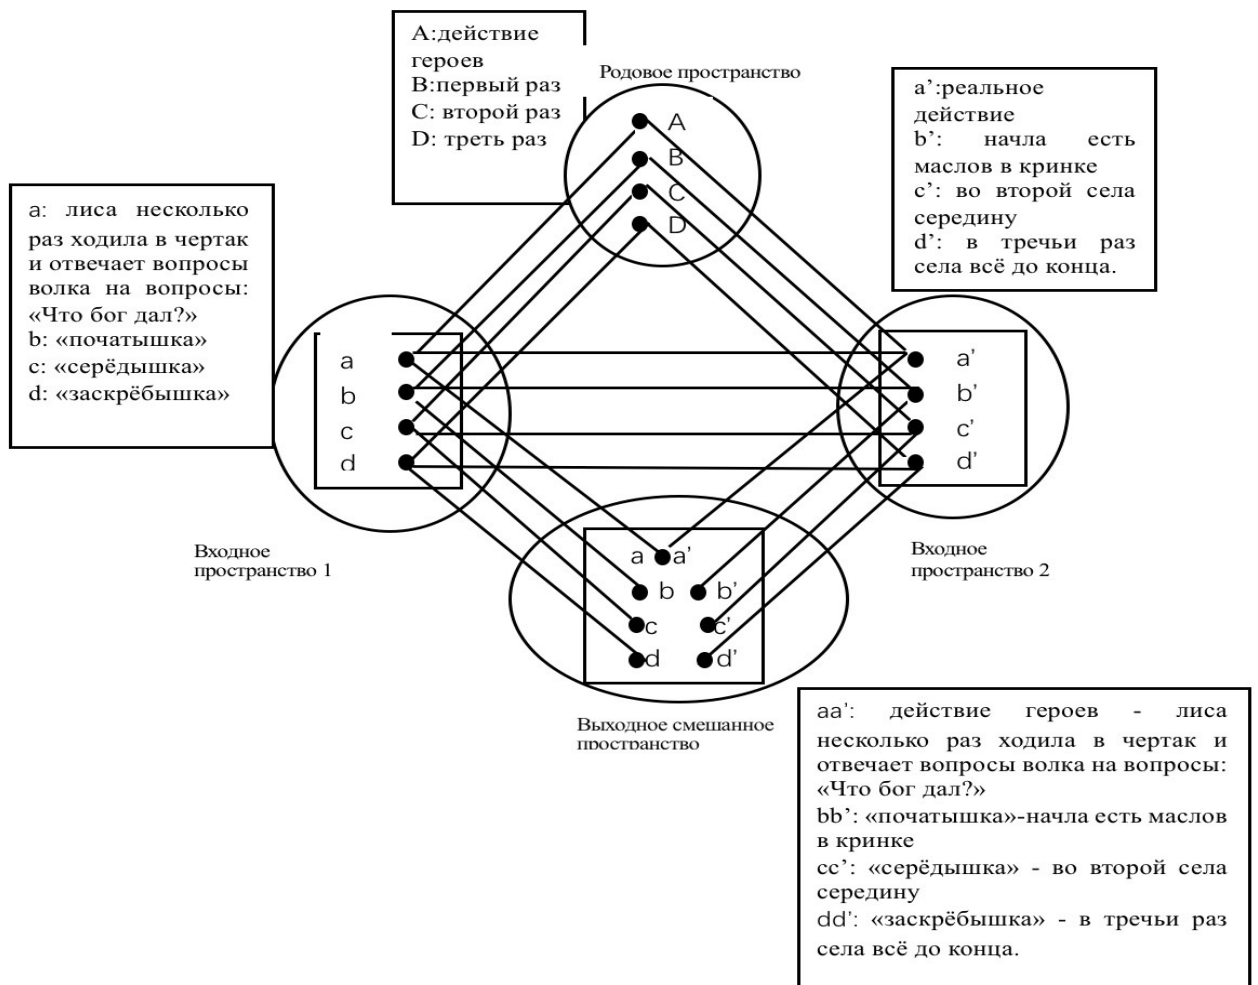 А:действие
героев
В:первый раз
С: второй раз
D: треть раз
Родовое пространство
A
B
C
D
a’:реальное
действие
b’: начла есть
маслов в кринке
c’: во второй села
середину
d’: в тречьи раз
села всё до конца.
a: лиса несколько
раз ходила в чертак
и отвечает вопросы
волка на вопросы:
«Что бог дал?»
b: «початышка»
c: «серёдышка»
d: «заскрёбышка»
a
b
c
d
a'
b'
c'
d'
Входное
пространство 1
Входное
пространство 2
a a’
b b’
c c’
d d’
Выходное смешанное
пространство
aa’: действие героев - лиса
несколько раз ходила в чертак и
отвечает вопросы волка на вопросы:
«Что бог дал?»
bb’: «початышка»-начла есть маслов
в кринке
cc’: «серёдышка» - во второй села
середину
dd’: «заскрёбышка» - в тречьи раз
села всё до конца.